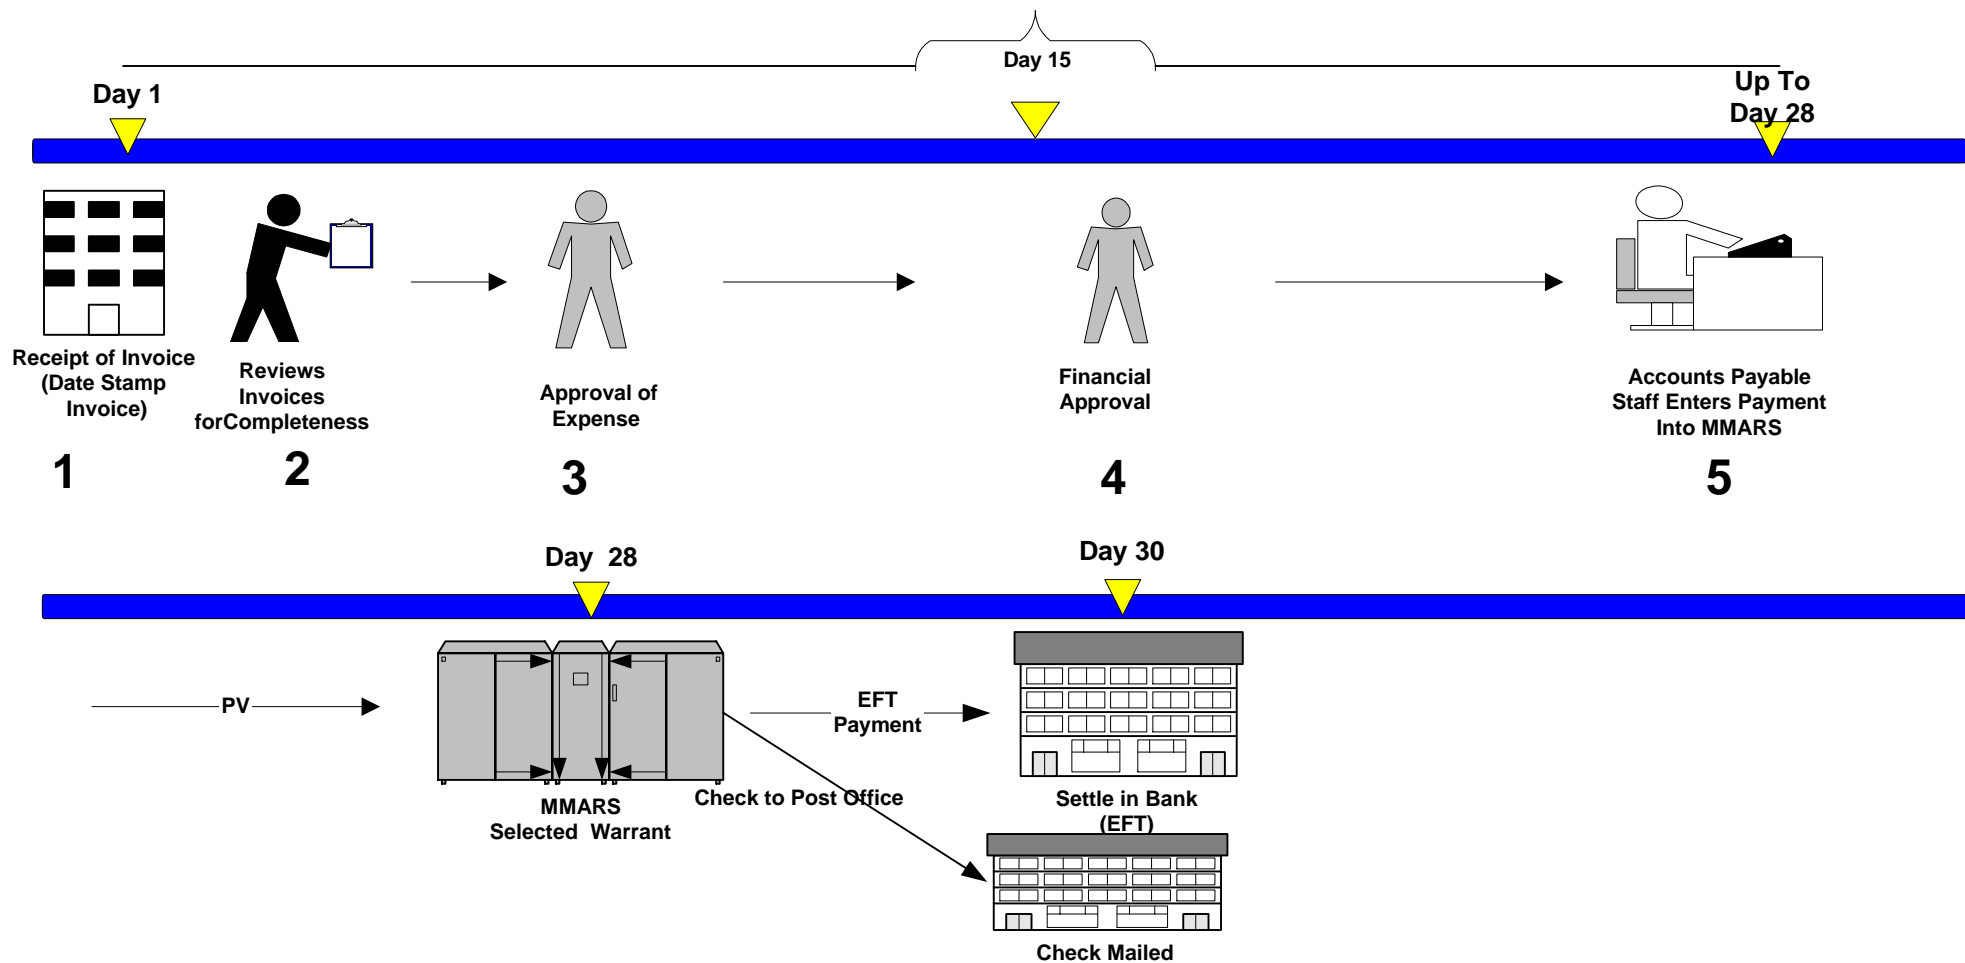 Day 15
Day 1
Up To
Day 28
Receipt of Invoice
(Date Stamp
Invoice)
1
Reviews
Invoices
forCompleteness
2
Approval of
Expense
3
Financial
Approval
4
Accounts Payable
Staff Enters Payment
Into MMARS
5
Day 28
Day 30
PV
MMARS
Selected Warrant
EFT
Payment
Check to Post Office
Settle in Bank
(EFT)
Check Mailed